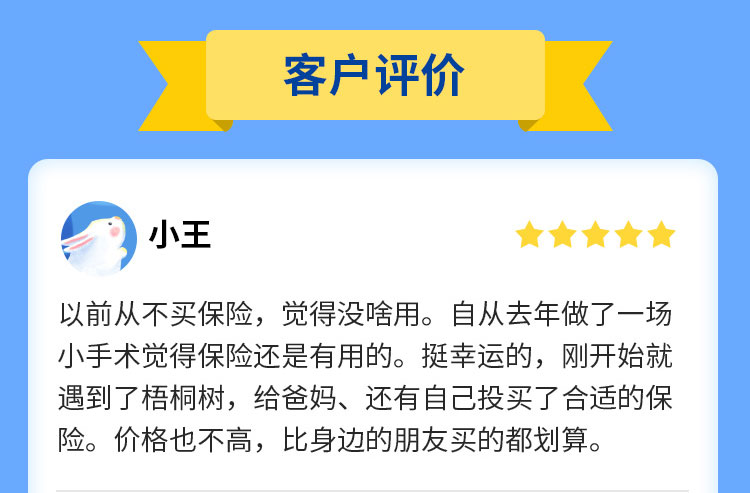 客户评价
小王
以前从不买保险，觉得没啥用。自从去年做了一场
小手术觉得保险还是有用的。挺幸运的，刚开始就
遇到了梧桐树，给爸妈、还有自己投买了合适的保
险。价格也不高，比身边的朋友买的都划算。